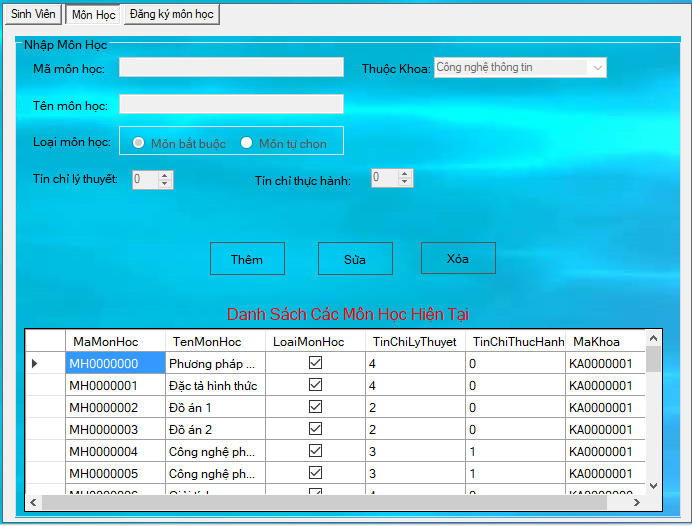 Sinh Viên Môn Học Đăng ký môn học
Nhập Môn Học
Mã môn học: Thuộc Khoa: Công nghệ thông tin
Tên môn học:
Loại môn học: Môn bắt buộc Môn tự chọn
Tín chỉ lý thuyết: 0 Tín chỉ thực hành: 0
Thêm Sửa Xóa
Danh Sách Các Môn Học Hiện Tại
MaMonHoc TenMonHoc LoaiMonHoc TinChiLyThuyet TinChiThucHanh MaKhoa
MH0000000 Phương pháp ... 4 0 KA0000001
MH0000001 Đặc tả hình thức 4 0 KA0000001
MH0000002 Đồ án 1 2 0 KA0000001
MH0000003 Đồ án 2 2 0 KA0000001
MH0000004 Công nghệ ph... 3 1 KA0000001
MH0000005 Công nghệ ph... 3 1 KA0000001